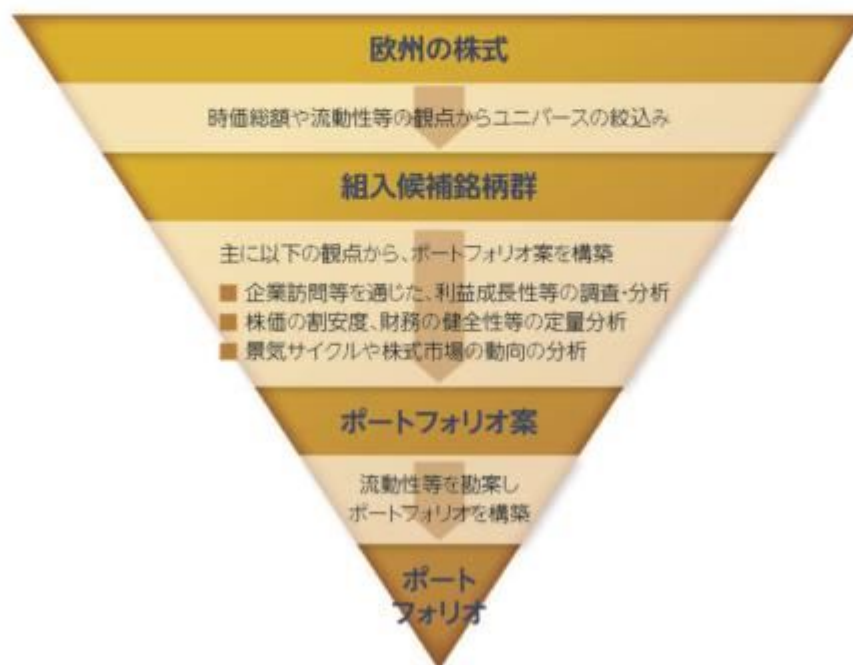 欧州の株式
時価総額や流動性等の観点からユニバースの絞込み
組入候補銘柄群
主に以下の観点から、ポートフォリオ案を構築
■ 企業訪問等を通じた、利益成長性等の調査・分析
■ 株価の割安度、財務の健全性等の定量分析
■ 景気サイクルや株式市場の動向の分析
ポートフォリオ案
流動性等を勘案し
ポートフォリオを構築
ポート
フォリオ